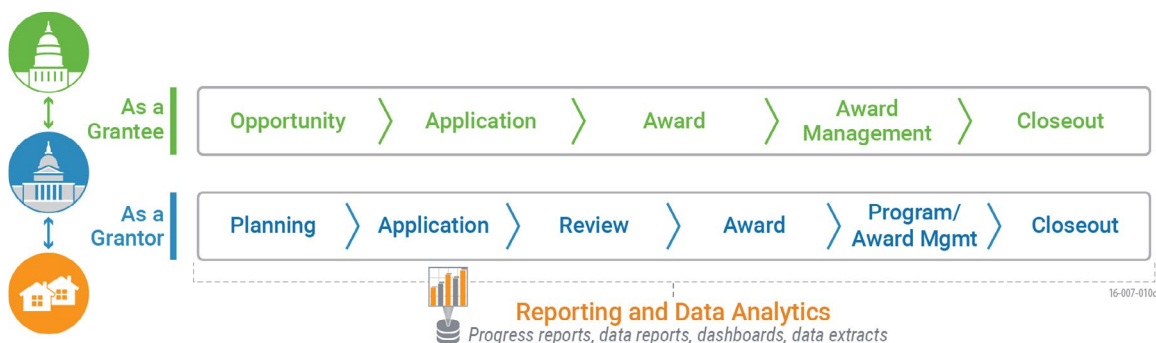 As a
Grantee
Opportunity
Application
Award
Award
Management
Closeout
As a
Grantor
Planning
Application
Review
Award
Program/
Award Mgmt
Closeout
16-007-010c
Reporting and Data Analytics
Progress reports, data reports, dashboards, data extracts